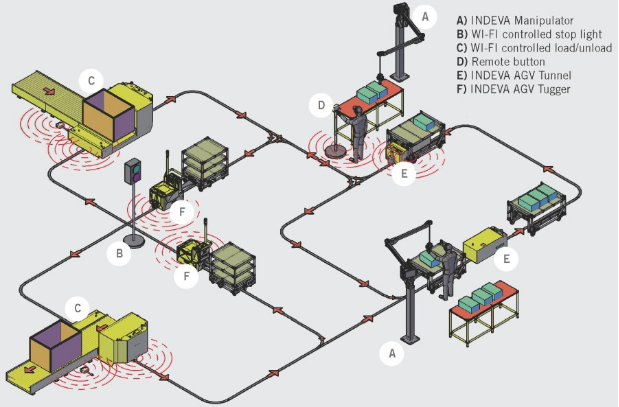 A) INDEVA Manipulator
B) WI-FI controlled stop light
C) WI-FI controlled load/unload
D) Remote button
E) INDEVA AGV Tunnel
F) INDEVA AGV Tugger
A
C
D
E
F
B
F
E
C
A